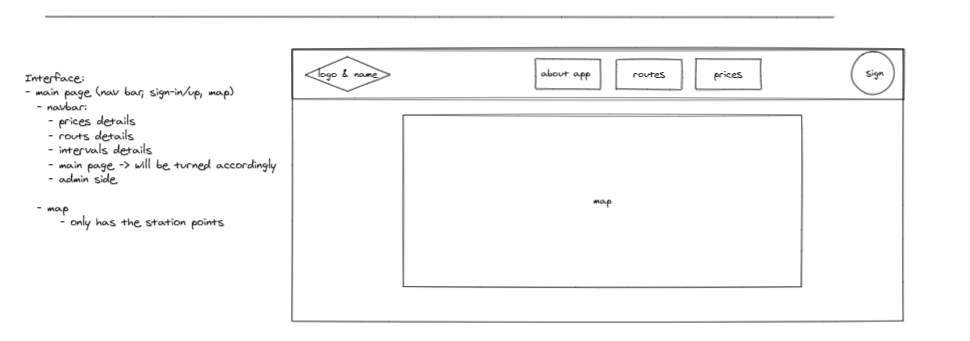 Interface:
- main page (nav bar, sign-in/up, map)
- navbar:
- prices details
- routs details
- intervals details
- main page -> will be turned accordingly
- admin side
- map
- only has the station points
logo & name
about app
routes
prices
Sign
map